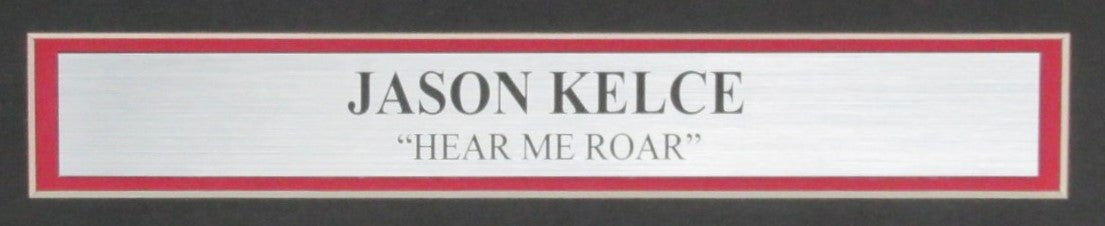 JASON KELCE
“HEAR ME ROAR”